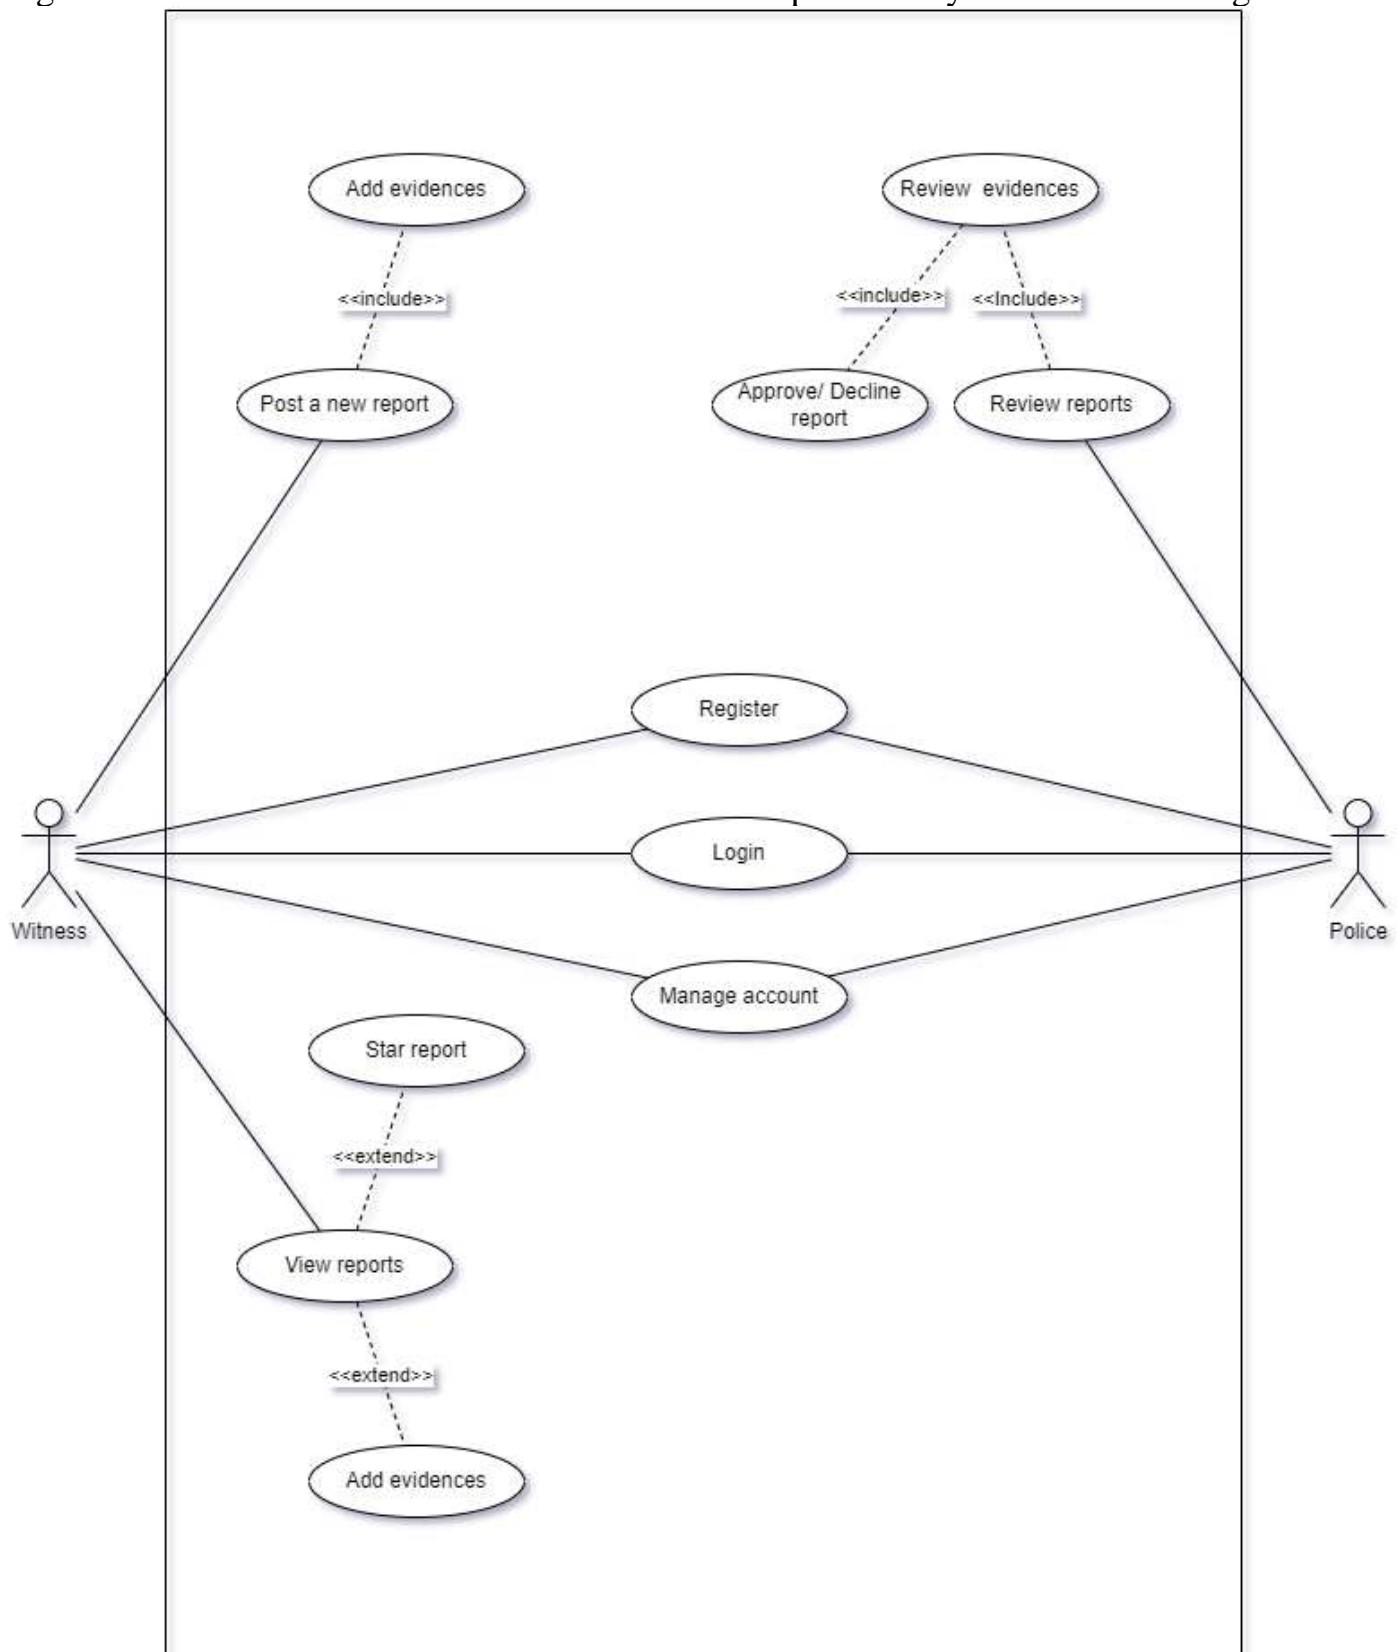 Add evidences
Review  evidences
<<include>>
<<include>>
<<Include>>
Post a new report
Approve/ Decline
report
Review reports
Register
Login
Witness
Police
Manage account
Star report
<<extend>>
View reports
<<extend>>
Add evidences